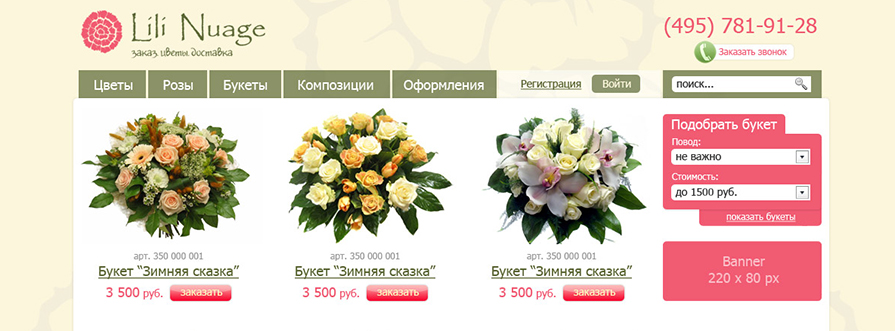 Lili Nuage
заказ. цветы. доставка
(495) 781-91-28
Заказать звонок
Цветы
Розы
Букеты
Композиции
Оформления
Регистрация
Войти
поиск...
арт. 350 000 001
Букет “Зимняя сказка”
3 500 руб.
заказать
арт. 350 000 001
Букет “Зимняя сказка”
3 500 руб.
заказать
арт. 350 000 001
Букет “Зимняя сказка”
3 500 руб.
заказать
Подобрать букет
Повод:
не важно
Стоимость:
до 1500 руб.
показать букеты
Banner
220 x 80 px